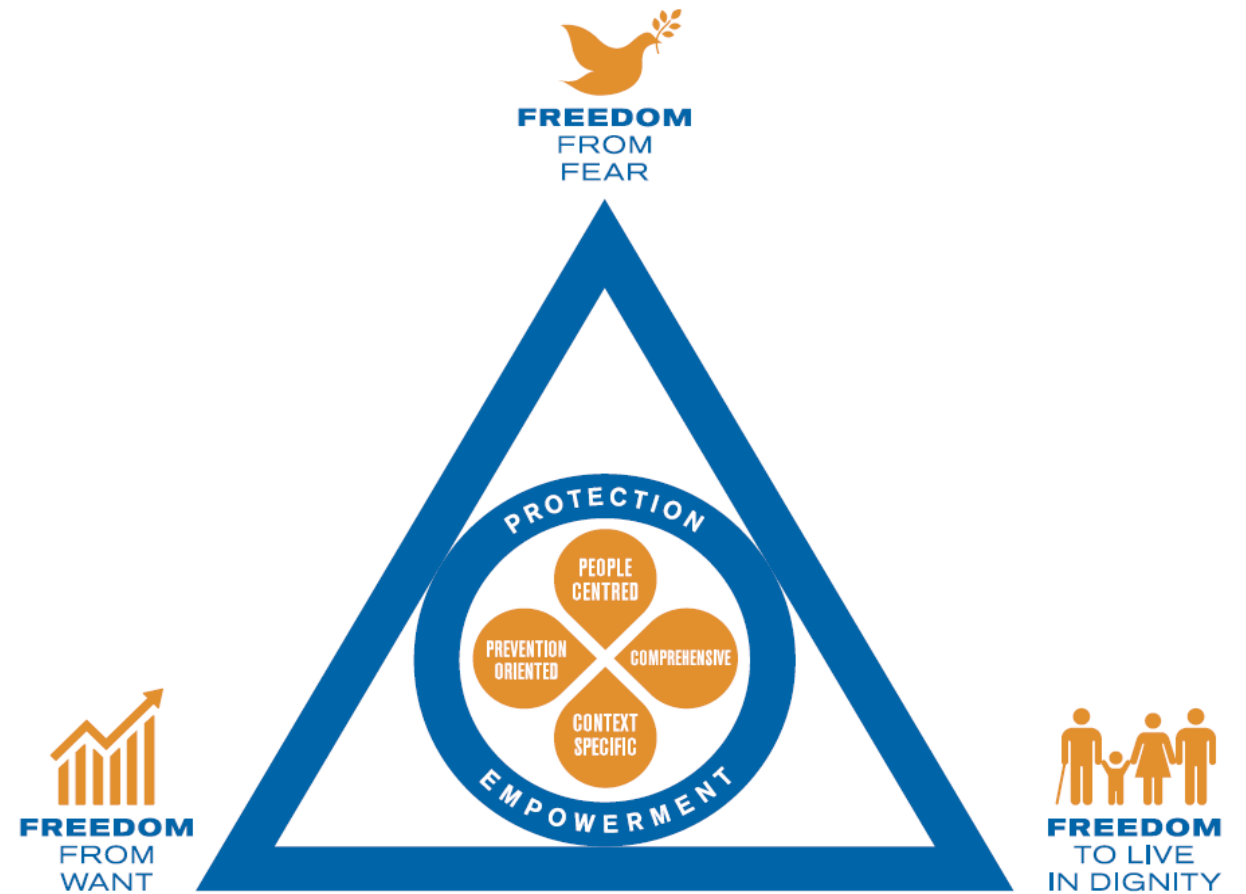 FREEDOM
FROM
FEAR
PROTECTION
PEOPLE
CENTRED
PREVENTION
ORIENTED
COMPREHENSIVE
CONTEXT
SPECIFIC
EMPOWERMENT
FREEDOM
FROM
WANT
FREEDOM
TO LIVE
IN DIGNITY